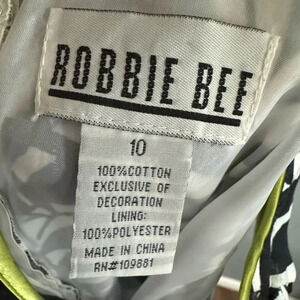 ROBBIE BEE
10
100%COTTON
EXCLUSIVE OF
DECORATION
LINING:
100%POLYESTER
MADE IN CHINA
RN#109881